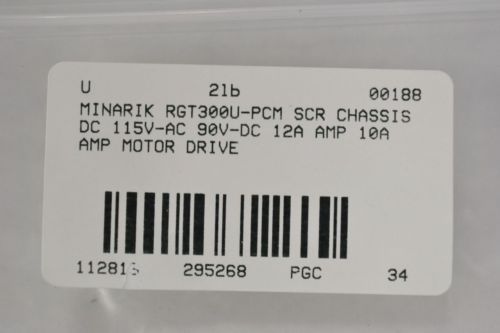 U 2lb 00188
MINARIK RGT300U-PCM SCR CHASSIS
DC 115V-AC 90V-DC 12A AMP 10A
AMP MOTOR DRIVE
295268 PGC 34